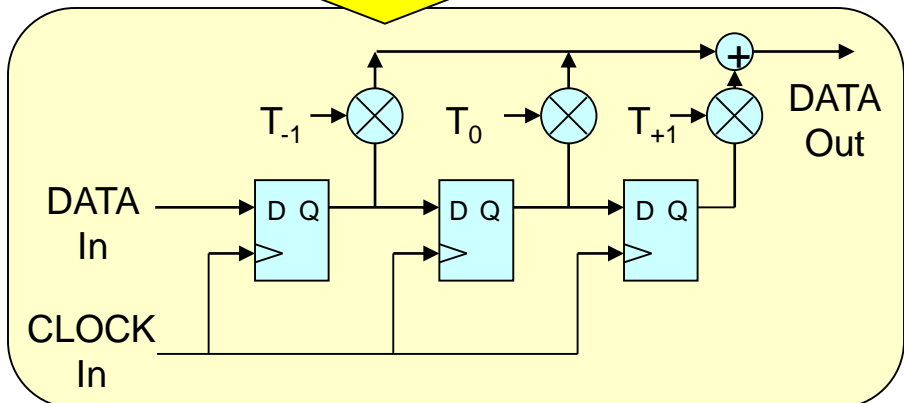 +
T-1
T0
T+1
DATA
Out
DATA
In
D Q
D Q
D Q
CLOCK
In